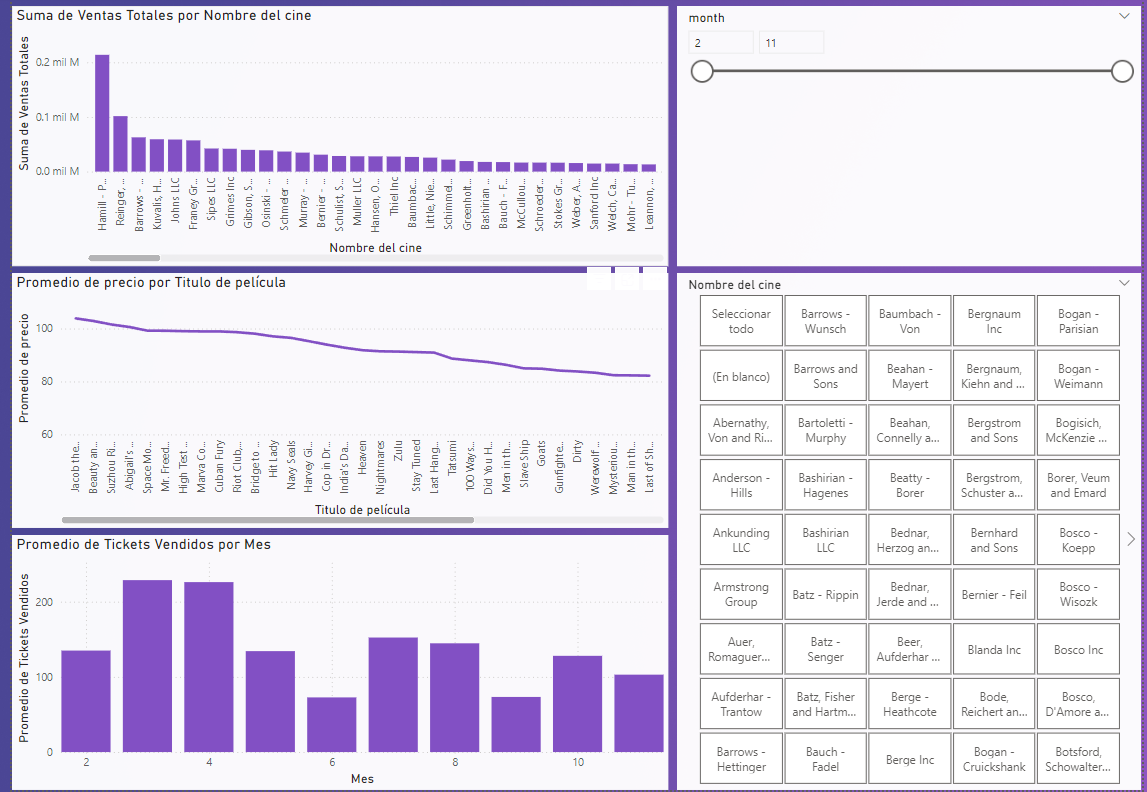 Suma de Ventas Totales por Nombre del cine
Suma de Ventas Totales
0.2 mil M
0.1 mil M
0.0 mil M
Hamill - P...
Reinger, ...
Barrows - ...
Kuvalis, H...
Johns LLC
Franey Gr...
Sipes LLC
Grimes Inc
Gibson, S...
Osinski - ...
Schmeler ...
Murray - ...
Bernier - ...
Schulist, S...
Muller LLC
Hansen, O...
Thiel Inc
Baumbac...
Little, Nie...
Schimmel...
Greenholt...
Bashirian ...
Bauch - F...
McCullou...
Schroeder...
Stokes Gr...
Weber, A...
Sanford Inc
Welch, Ca...
Mohr - Tu...
Leannon, ...
Nombre del cine
month
2
11
Promedio de precio por Titulo de película
Promedio de precio
100
80
60
Jacob the...
Beauty an...
Suzhou Ri...
Abigail's ...
Space Mo...
Mr. Freed...
High Test ...
Marva Co...
Cuban Fury
Riot Club,...
Bridge to ...
Hit Lady
Navy Seals
Harvey Gi...
Cop in Dr...
India's Da...
Heaven
Nightmares
Zulu
Stay Tuned
Last Hang...
Tatsumi
100 Ways...
Did You H...
Men in th...
Slave Ship
Goats
Gunfighte...
Dirty
Werewolf ...
Mysteriou...
Man in th...
Last of Sh...
Titulo de película
Promedio de Tickets Vendidos por Mes
Promedio de Tickets Vendidos
200
100
0
2
4
6
8
10
Mes
Nombre del cine
Seleccionar
todo
Barrows -
Wunsch
Baumbach -
Von
Bergnaum
Inc
Bogan -
Parisian
(En blanco)
Barrows and
Sons
Beahan -
Mayert
Bergnaum,
Kiehn and ...
Bogan -
Weimann
Abernathy,
Von and Ri...
Bartoletti -
Murphy
Beahan,
Connelly a...
Bergstrom
and Sons
Bogisich,
McKenzie ...
Anderson -
Hills
Bashirian -
Hagenes
Beatty -
Borer
Bergstrom,
Schuster a...
Borer, Veum
and Emard
Ankunding
LLC
Bashirian
LLC
Bednar,
Herzog an...
Bernhard
and Sons
Bosco -
Koepp
Armstrong
Group
Batz - Rippin
Bednar,
Jerde and ...
Bernier - Feil
Bosco -
Wisozk
Auer,
Romaguer...
Batz -
Senger
Beer,
Aufderhar ...
Blanda Inc
Bosco Inc
Aufderhar -
Trantow
Batz, Fisher
and Hartm...
Berge -
Heathcote
Bode,
Reichert an...
Bosco,
D'Amore a...
Barrows -
Hettinger
Bauch -
Fadel
Berge Inc
Bogan -
Cruickshank
Botsford,
Schowalter...